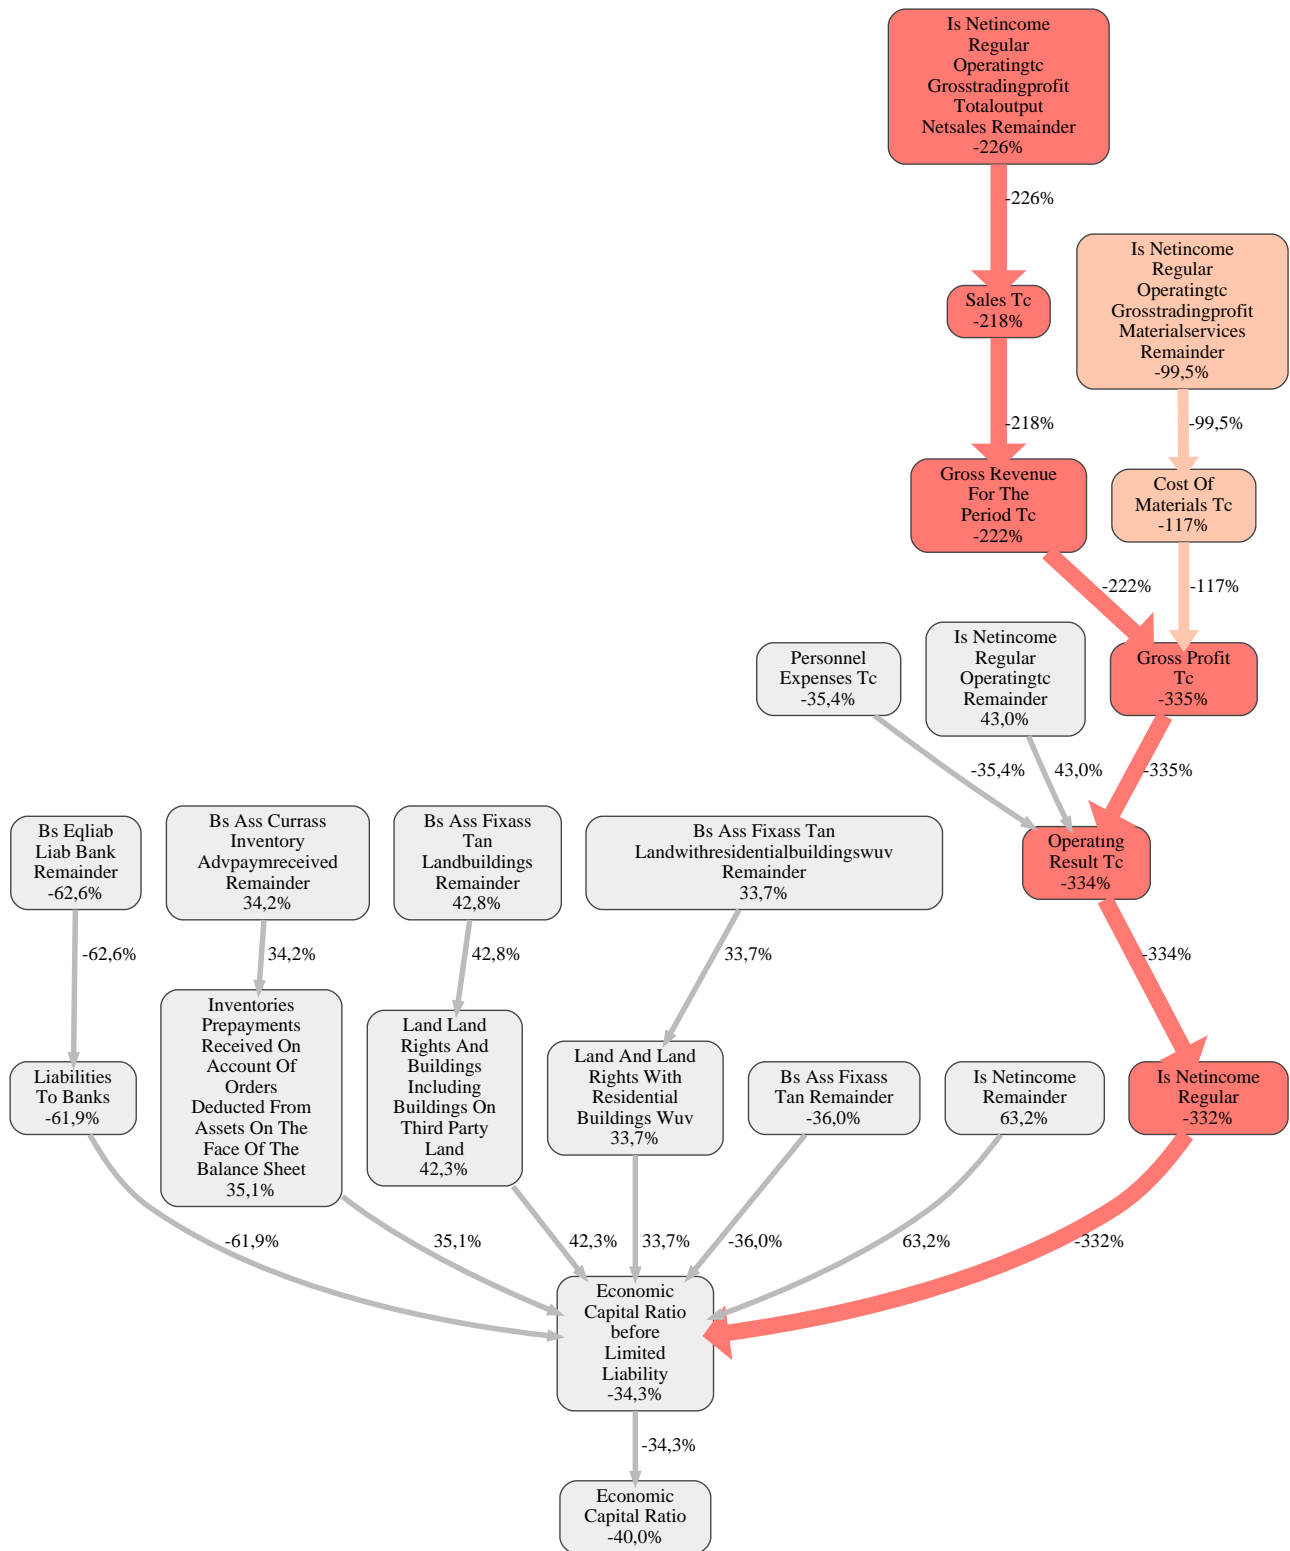 Is Netincome
Regular
Operatingtc
Grosstradingprofit
Totaloutput
Netsales Remainder
-226%
-226%
Is Netincome
Regular
Operatingtc
Grosstradingprofit
Materialservices
Remainder
-99,5%
Sales Tc
-218%
-218%
-99,5%
Gross Revenue
For The
Period Tc
-222%
Cost Of
Materials Tc
-117%
-222%
-117%
Personnel
Expenses Tc
-35,4%
Is Netincome
Regular
Operatingtc
Remainder
43,0%
Gross Profit
Tc
-335%
-35,4%
43,0%
-335%
Bs Eqliab
Liab Bank
Remainder
-62,6%
Bs Ass Currass
Inventory
Advpaymreceived
Remainder
34,2%
Bs Ass Fixass
Tan
Landbuildings
Remainder
42,8%
Bs Ass Fixass Tan
Landwithresidentialbuildingswuv
Remainder
33,7%
Operating
Result Tc
-334%
-62,6%
34,2%
42,8%
33,7%
-334%
Liabilities
To Banks
-61,9%
Inventories
Prepayments
Received On
Account Of
Orders
Deducted From
Assets On The
Face Of The
Balance Sheet
35,1%
Land Land
Rights And
Buildings
Including
Buildings On
Third Party
Land
42,3%
Land And Land
Rights With
Residential
Buildings Wuv
33,7%
Bs Ass Fixass
Tan Remainder
-36,0%
Is Netincome
Remainder
63,2%
Is Netincome
Regular
-332%
-61,9%
35,1%
42,3%
33,7%
-36,0%
63,2%
-332%
Economic
Capital Ratio
before
Limited
Liability
-34,3%
-34,3%
Economic
Capital Ratio
-40,0%